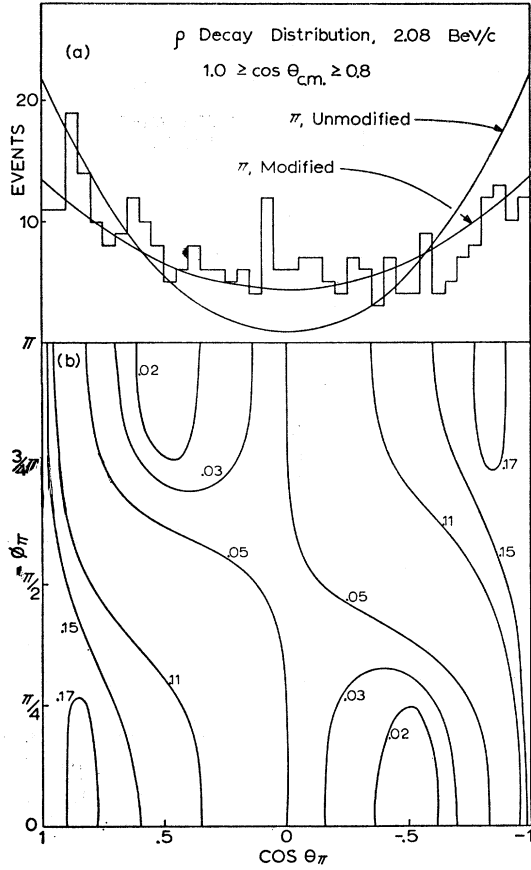 ρ Decay Distribution, 2.08 BeV/c
(a)
1.0 ≥ cos θc.m. ≥ 0.8
20
π, Unmodified
π, Modified
EVENTS
10
π
(b)
.02
.03
.17
3/4π
.11
.05
.15
φπ
π/2
.05
.15
.11
.03
.17
π/4
.02
0
1
.5
0
-.5
-1
COS θπ